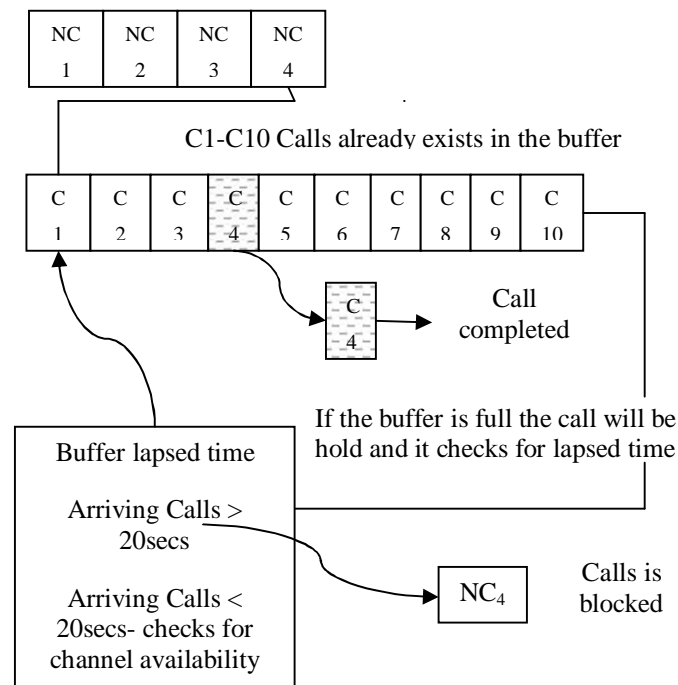 NC NC NC NC
1 2 3 4
C1-C10 Calls already exists in the buffer
C C C C C C C C C C
1 2 3 4 5 6 7 8 9 10
C
4
Call
completed
If the buffer is full the call will be
hold and it checks for lapsed time
Buffer lapsed time
Arriving Calls >
20secs
Arriving Calls <
20secs- checks for
channel availability
NC4
Calls is
blocked